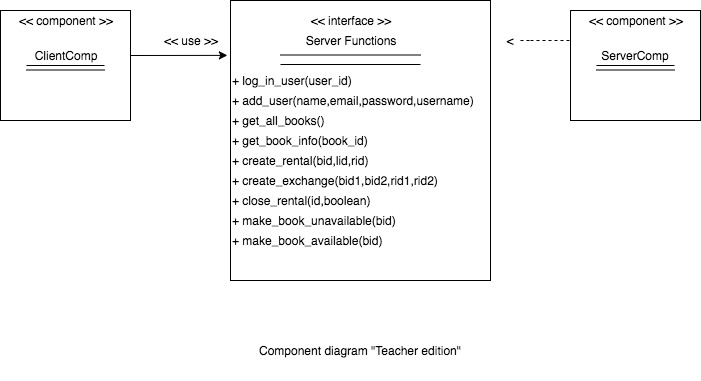 << component >>
ClientComp
<< use >>
<< interface >>
Server Functions
+ log_in_user(user_id)
+ add_user(name,email,password,username)
+ get_all_books()
+ get_book_info(book_id)
+ create_rental(bid,lid,rid)
+ create_exchange(bid1,bid2,rid1,rid2)
+ close_rental(id,boolean)
+ make_book_unavailable(bid)
+ make_book_available(bid)
<
<< component >>
ServerComp
Component diagram "Teacher edition"